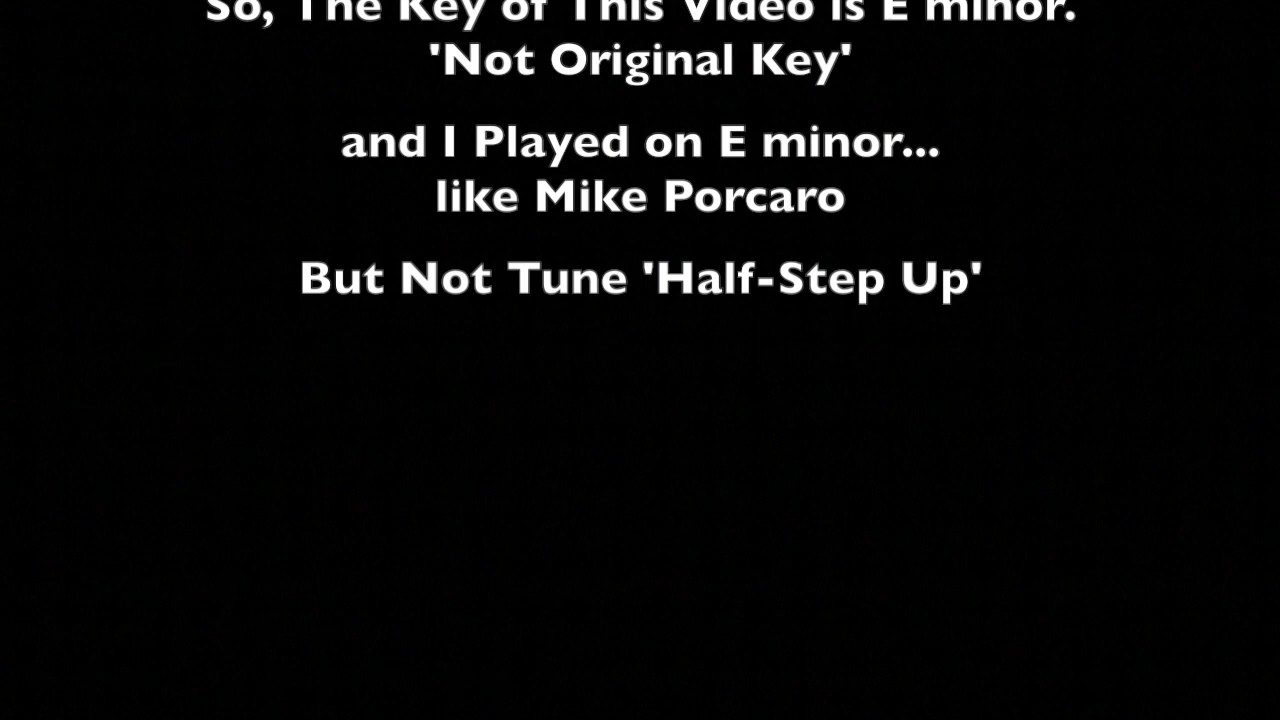 So, The Key of This Video is E minor.
'Not Original Key'
and I Played on E minor...
like Mike Porcaro
But Not Tune 'Half-Step Up'